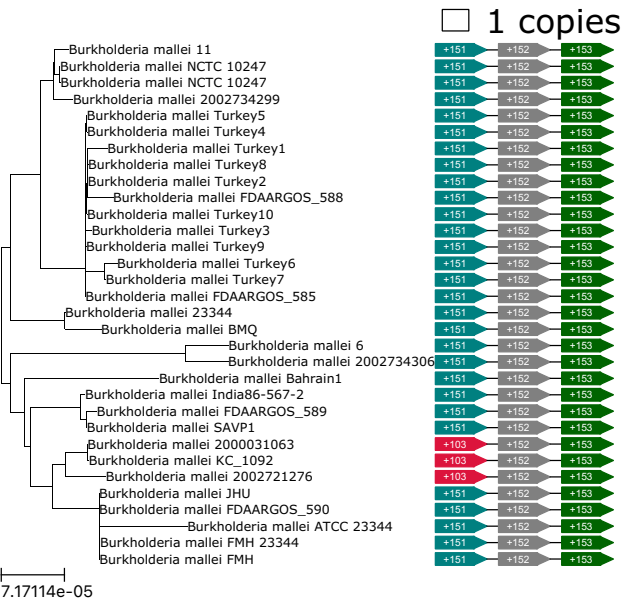 1 copies
Burkholderia mallei 11 +151 +152 +153
Burkholderia mallei NCTC 10247 +151 +152 +153
Burkholderia mallei NCTC 10247 +151 +152 +153
Burkholderia mallei 2002734299 +151 +152 +153
Burkholderia mallei Turkey5 +151 +152 +153
Burkholderia mallei Turkey4 +151 +152 +153
Burkholderia mallei Turkey1 +151 +152 +153
Burkholderia mallei Turkey8 +151 +152 +153
Burkholderia mallei Turkey2 +151 +152 +153
Burkholderia mallei FDAARGOS_588 +151 +152 +153
Burkholderia mallei Turkey10 +151 +152 +153
Burkholderia mallei Turkey3 +151 +152 +153
Burkholderia mallei Turkey9 +151 +152 +153
Burkholderia mallei Turkey6 +151 +152 +153
Burkholderia mallei Turkey7 +151 +152 +153
Burkholderia mallei FDAARGOS_585 +151 +152 +153
Burkholderia mallei 23344 +151 +152 +153
Burkholderia mallei BMQ +151 +152 +153
Burkholderia mallei 6 +151 +152 +153
Burkholderia mallei 2002734306 +151 +152 +153
Burkholderia mallei Bahrain1 +151 +152 +153
Burkholderia mallei India86-567-2 +151 +152 +153
Burkholderia mallei FDAARGOS_589 +151 +152 +153
Burkholderia mallei SAVP1 +151 +152 +153
Burkholderia mallei 2000031063 +103 +152 +153
Burkholderia mallei KC_1092 +103 +152 +153
Burkholderia mallei 2002721276 +103 +152 +153
Burkholderia mallei JHU +151 +152 +153
Burkholderia mallei FDAARGOS_590 +151 +152 +153
Burkholderia mallei ATCC 23344 +151 +152 +153
Burkholderia mallei FMH 23344 +151 +152 +153
Burkholderia mallei FMH +151 +152 +153
7.17114e-05